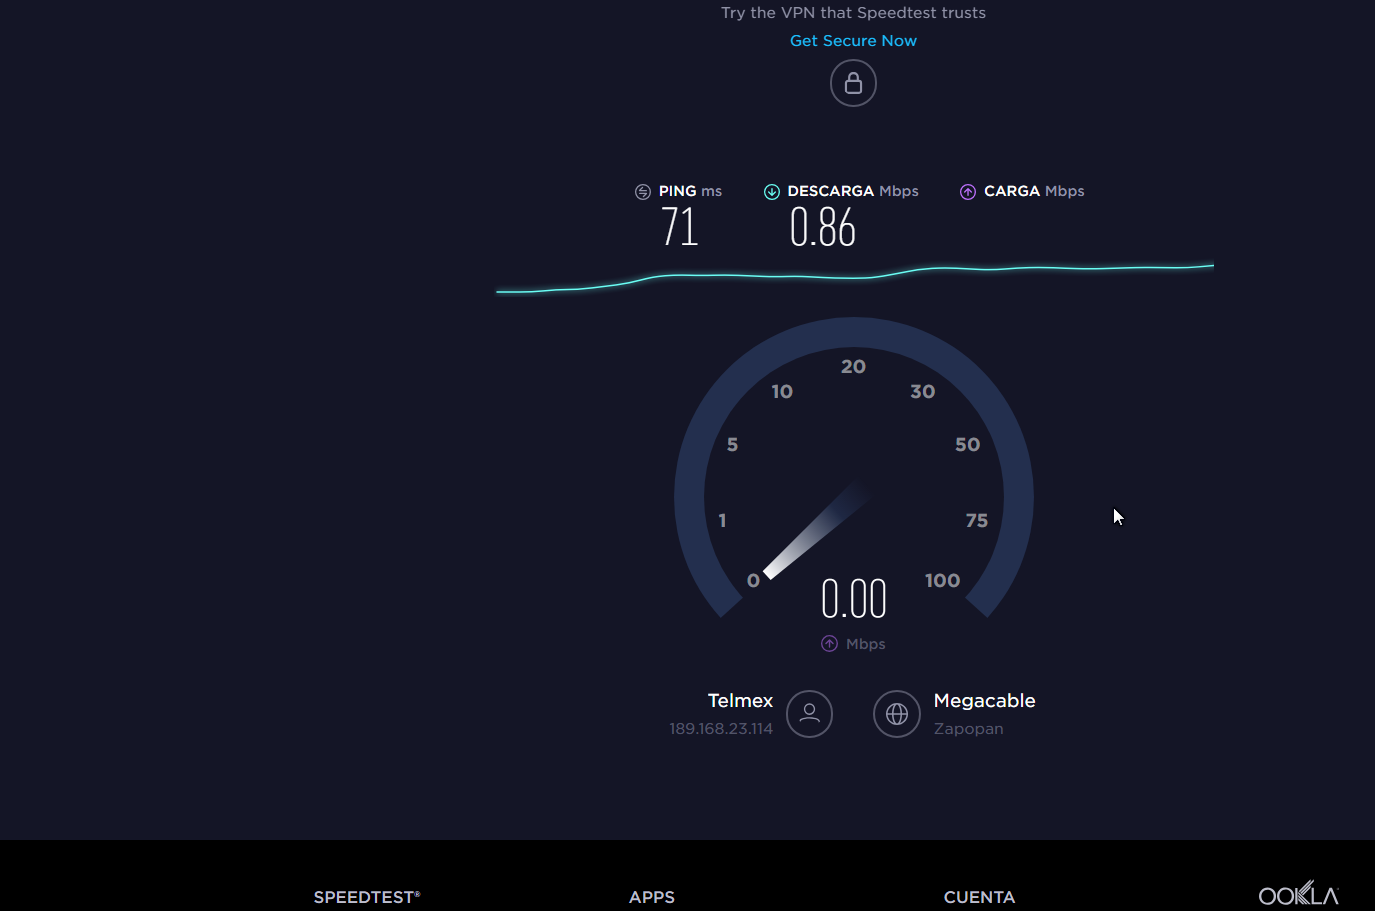 Try the VPN that Speedtest trusts
Get Secure Now
PING ms
71
DESCARGA Mbps
0.86
CARGA Mbps
20
10
30
5
50
1
75
0
100
0.00
Mbps
Telmex
189.168.23.114
Megacable
Zapopan
SPEEDTEST®
APPS
CUENTA
OOKLA